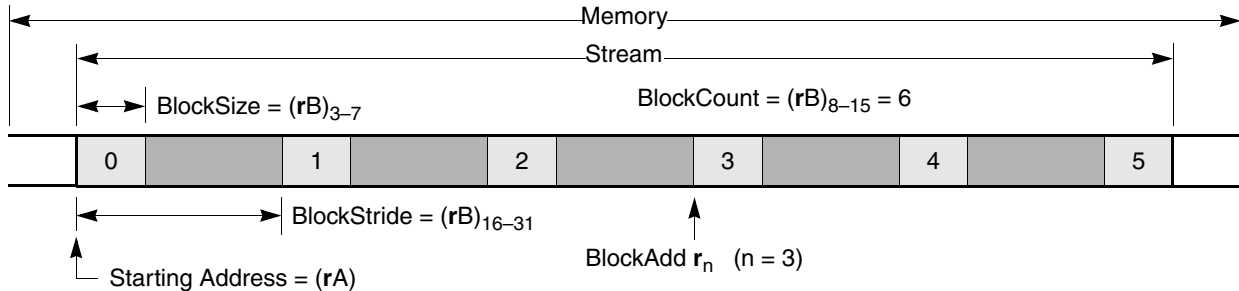 Memory
Stream
BlockSize = (rB)3–7
BlockCount = (rB)8–15 = 6
0 1 2 3 4 5
BlockStride = (rB)16–31
BlockAdd rn (n = 3)
Starting Address = (rA)